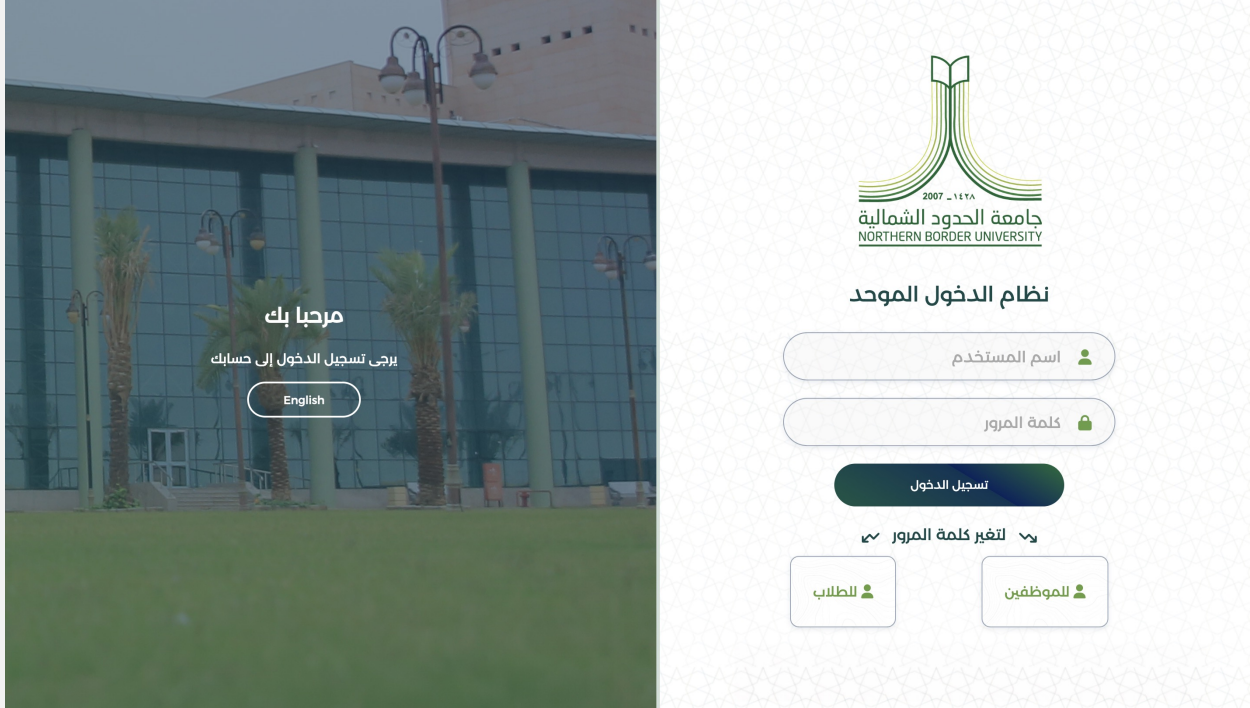 2007 _ ١٤٢٨
جامعة الحدود الشمالية
NORTHERN BORDER UNIVERSITY
نظام الدخول الموحد
اسم المستخدم
كلمة المرور
تسجيل الدخول
لتغير كلمة المرور
للموظفين
للطلاب
مرحبا بك
يرجى تسجيل الدخول إلى حسابك
English